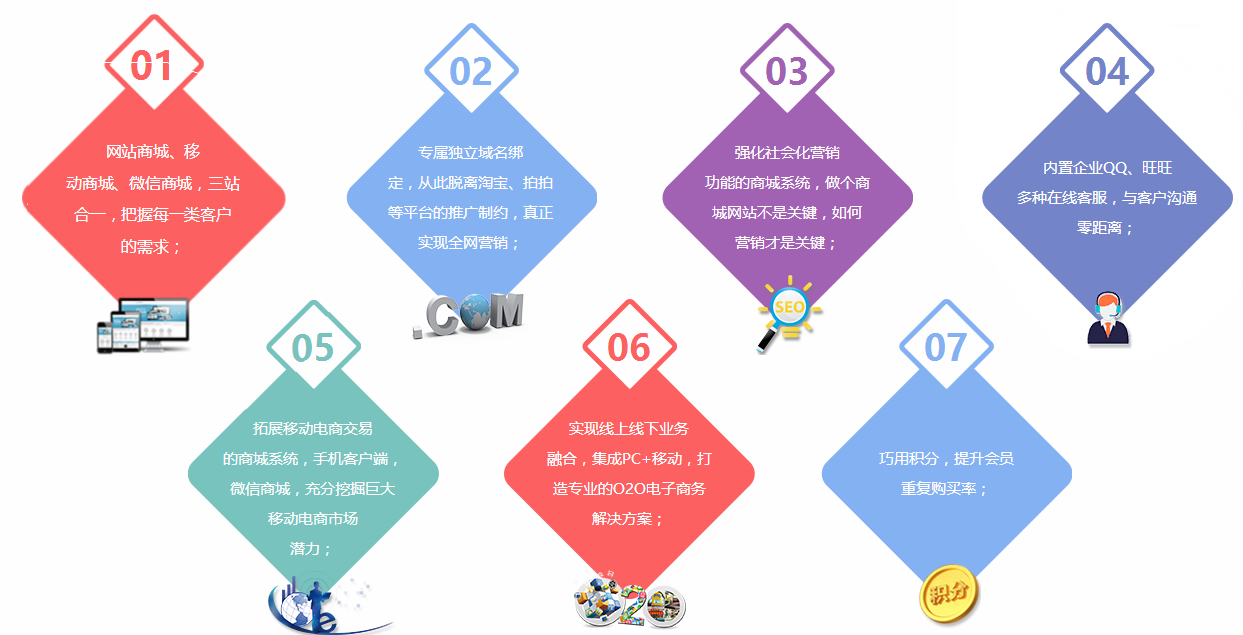 01
网站商城、移
动商城、微信商城，三站
合一，把握每一类客户
的需求；
02
专属独立域名绑
定，从此脱离淘宝、拍拍
等平台的推广制约，真正
实现全网营销；
COM
03
强化社会化营销
功能的商城系统，做个商
城网站不是关键，如何
营销才是关键；
SEO
04
内置企业QQ、旺旺
多种在线客服，与客户沟通
零距离；
05
拓展移动电商交易
的商城系统，手机客户端，
微信商城，充分挖掘巨大
移动电商市场
潜力；
e
06
实现线上线下业务
融合，集成PC+移动，打
造专业的O2O电子商务
解决方案；
O2O
07
巧用积分，提升会员
重复购买率；
积分